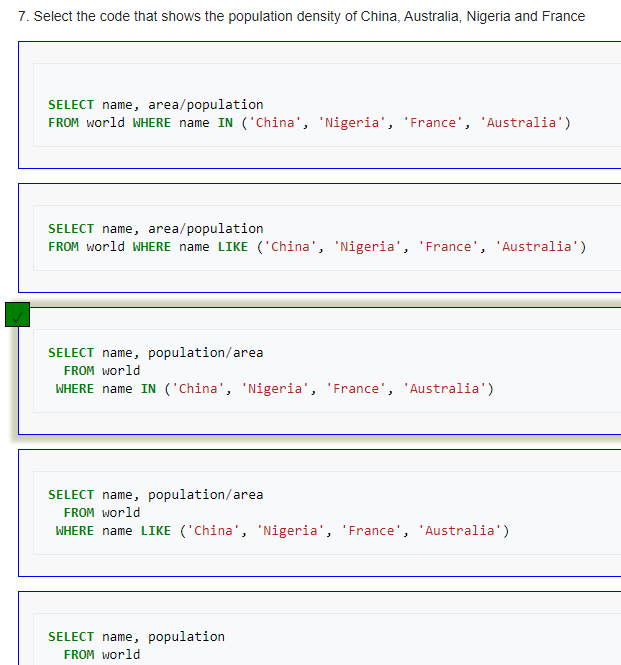 7. Select the code that shows the population density of China, Australia, Nigeria and France
SELECT name, area/population
FROM world WHERE name IN ('China', 'Nigeria', 'France', 'Australia')
SELECT name, area/population
FROM world WHERE name LIKE ('China', 'Nigeria', 'France', 'Australia')
SELECT name, population/area
FROM world
WHERE name IN ('China', 'Nigeria', 'France', 'Australia')
SELECT name, population/area
FROM world
WHERE name LIKE ('China', 'Nigeria', 'France', 'Australia')
SELECT name, population
FROM world